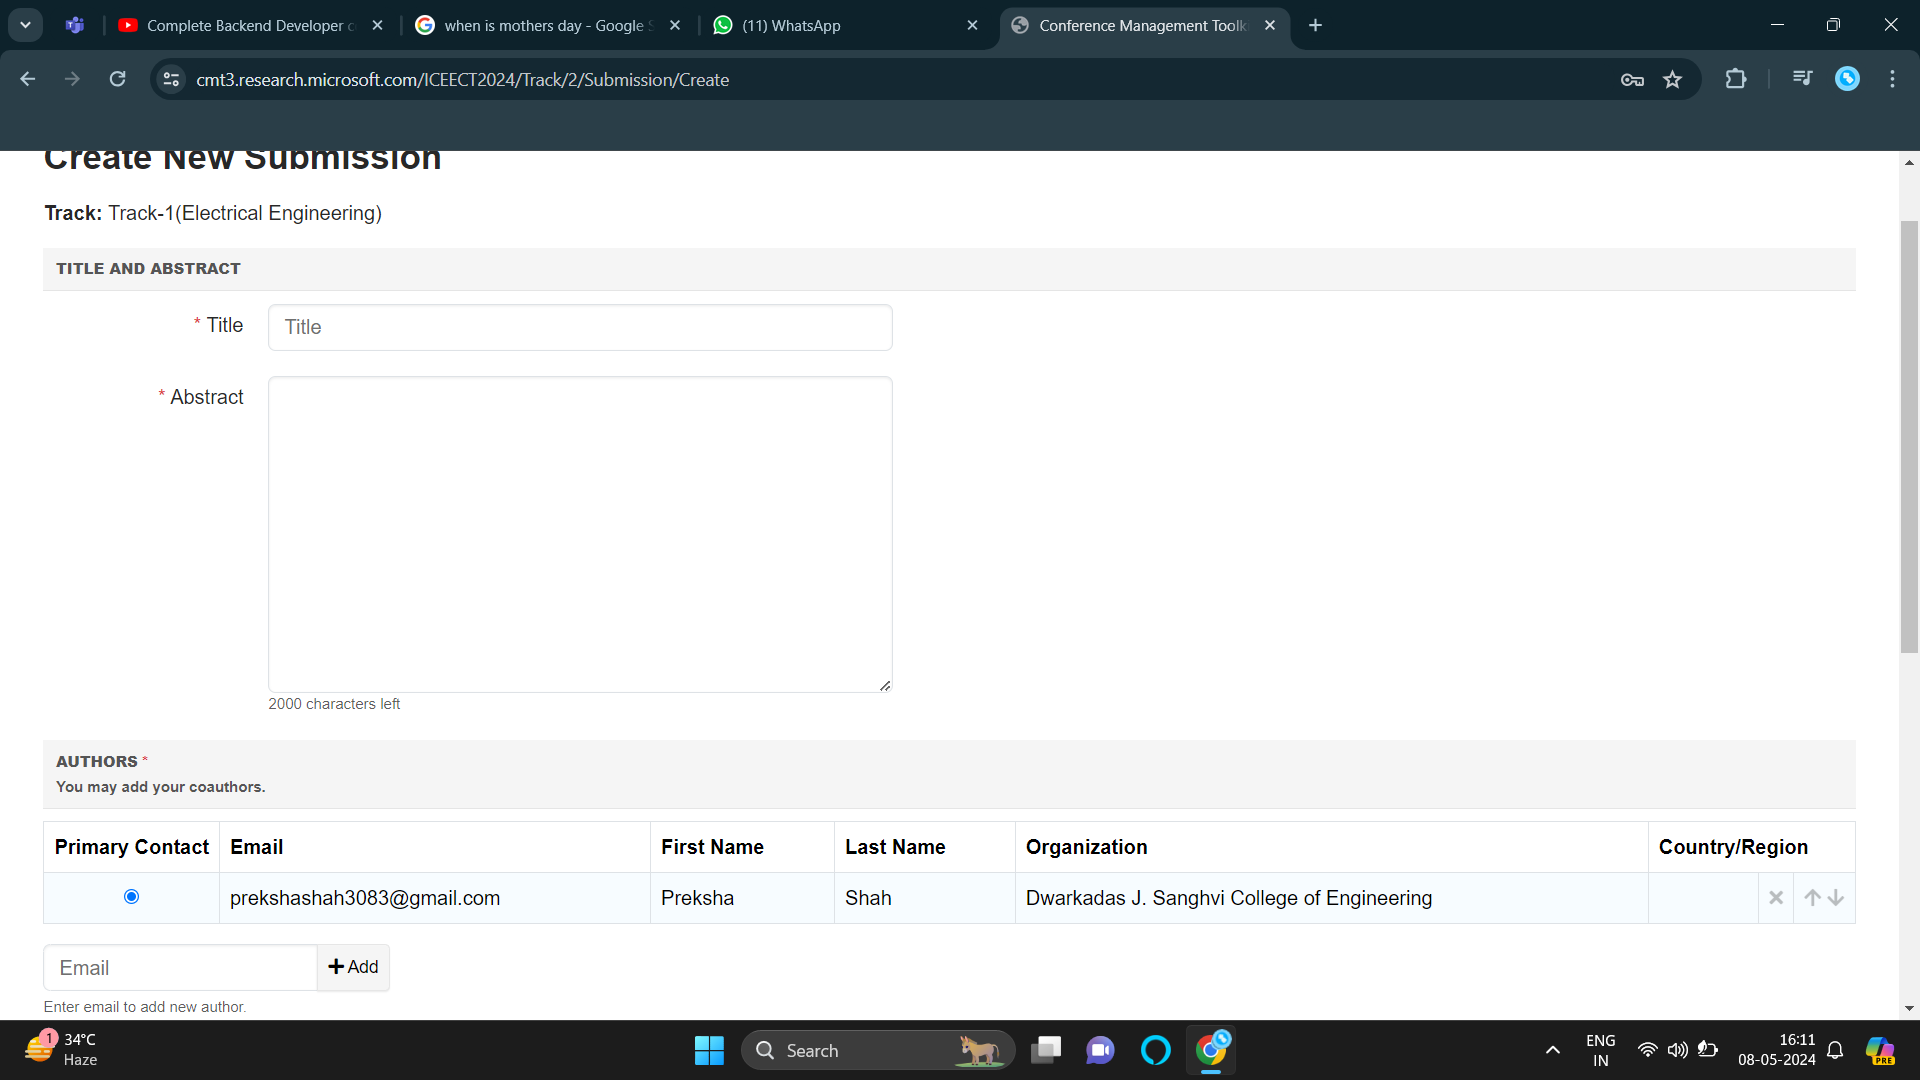 Complete Backend Developer c
when is mothers day - Google S
(11) WhatsApp
Conference Management Toolk
cmt3.research.microsoft.com/ICEECT2024/Track/2/Submission/Create
Create New Submission
Track: Track-1(Electrical Engineering)
TITLE AND ABSTRACT
* Title
Title
* Abstract
2000 characters left
AUTHORS *
You may add your coauthors.
Primary Contact Email First Name Last Name Organization Country/Region
prekshashah3083@gmail.com Preksha Shah Dwarkadas J. Sanghvi College of Engineering
Email
+ Add
Enter email to add new author.
1
34°C
Haze
Search
ENG
IN
16:11
08-05-2024
PRE